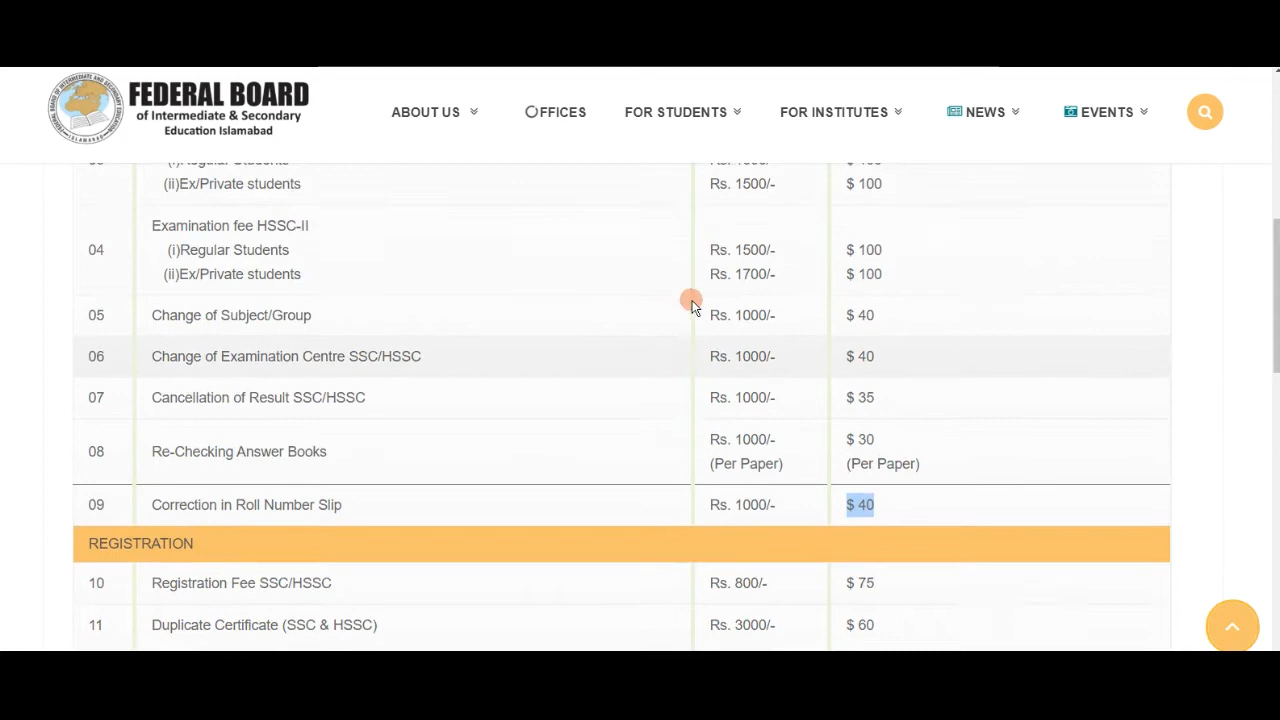 FEDERAL BOARD
of Intermediate & Secondary
Education Islamabad
ABOUT US
OFFICES
FOR STUDENTS
FOR INSTITUTES
NEWS
EVENTS
(ii)Ex/Private students Rs. 1500/- $ 100
Examination fee HSSC-II
04 (i)Regular Students Rs. 1500/- $ 100
(ii)Ex/Private students Rs. 1700/- $ 100
05 Change of Subject/Group Rs. 1000/- $ 40
06 Change of Examination Centre SSC/HSSC Rs. 1000/- $ 40
07 Cancellation of Result SSC/HSSC Rs. 1000/- $ 35
08 Re-Checking Answer Books Rs. 1000/- $ 30
(Per Paper) (Per Paper)
09 Correction in Roll Number Slip Rs. 1000/- $ 40
REGISTRATION
10 Registration Fee SSC/HSSC Rs. 800/- $ 75
11 Duplicate Certificate (SSC & HSSC) Rs. 3000/- $ 60